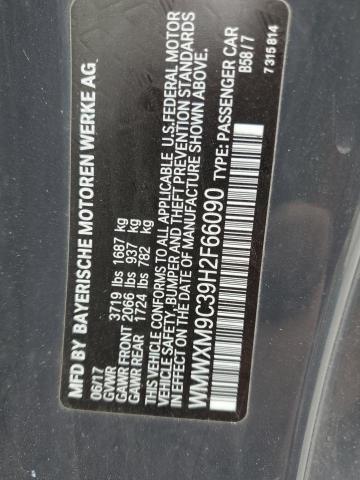 MFD BY BAYERISCHE MOTOREN WERKE AG
06/17
GVWR 3719 lbs 1687 kg
GAWR FRONT 2066 lbs 937 kg
GAWR REAR 1724 lbs 782 kg
THIS VEHICLE CONFORMS TO ALL APPLICABLE U.S.FEDERAL MOTOR
VEHICLE SAFETY, BUMPER AND THEFT PREVENTION STANDARDS
IN EFFECT ON THE DATE OF MANUFACTURE SHOWN ABOVE.
WMWXM9C39H2F66090 TYPE: PASSENGER CAR
B58 / 7
7 315 814